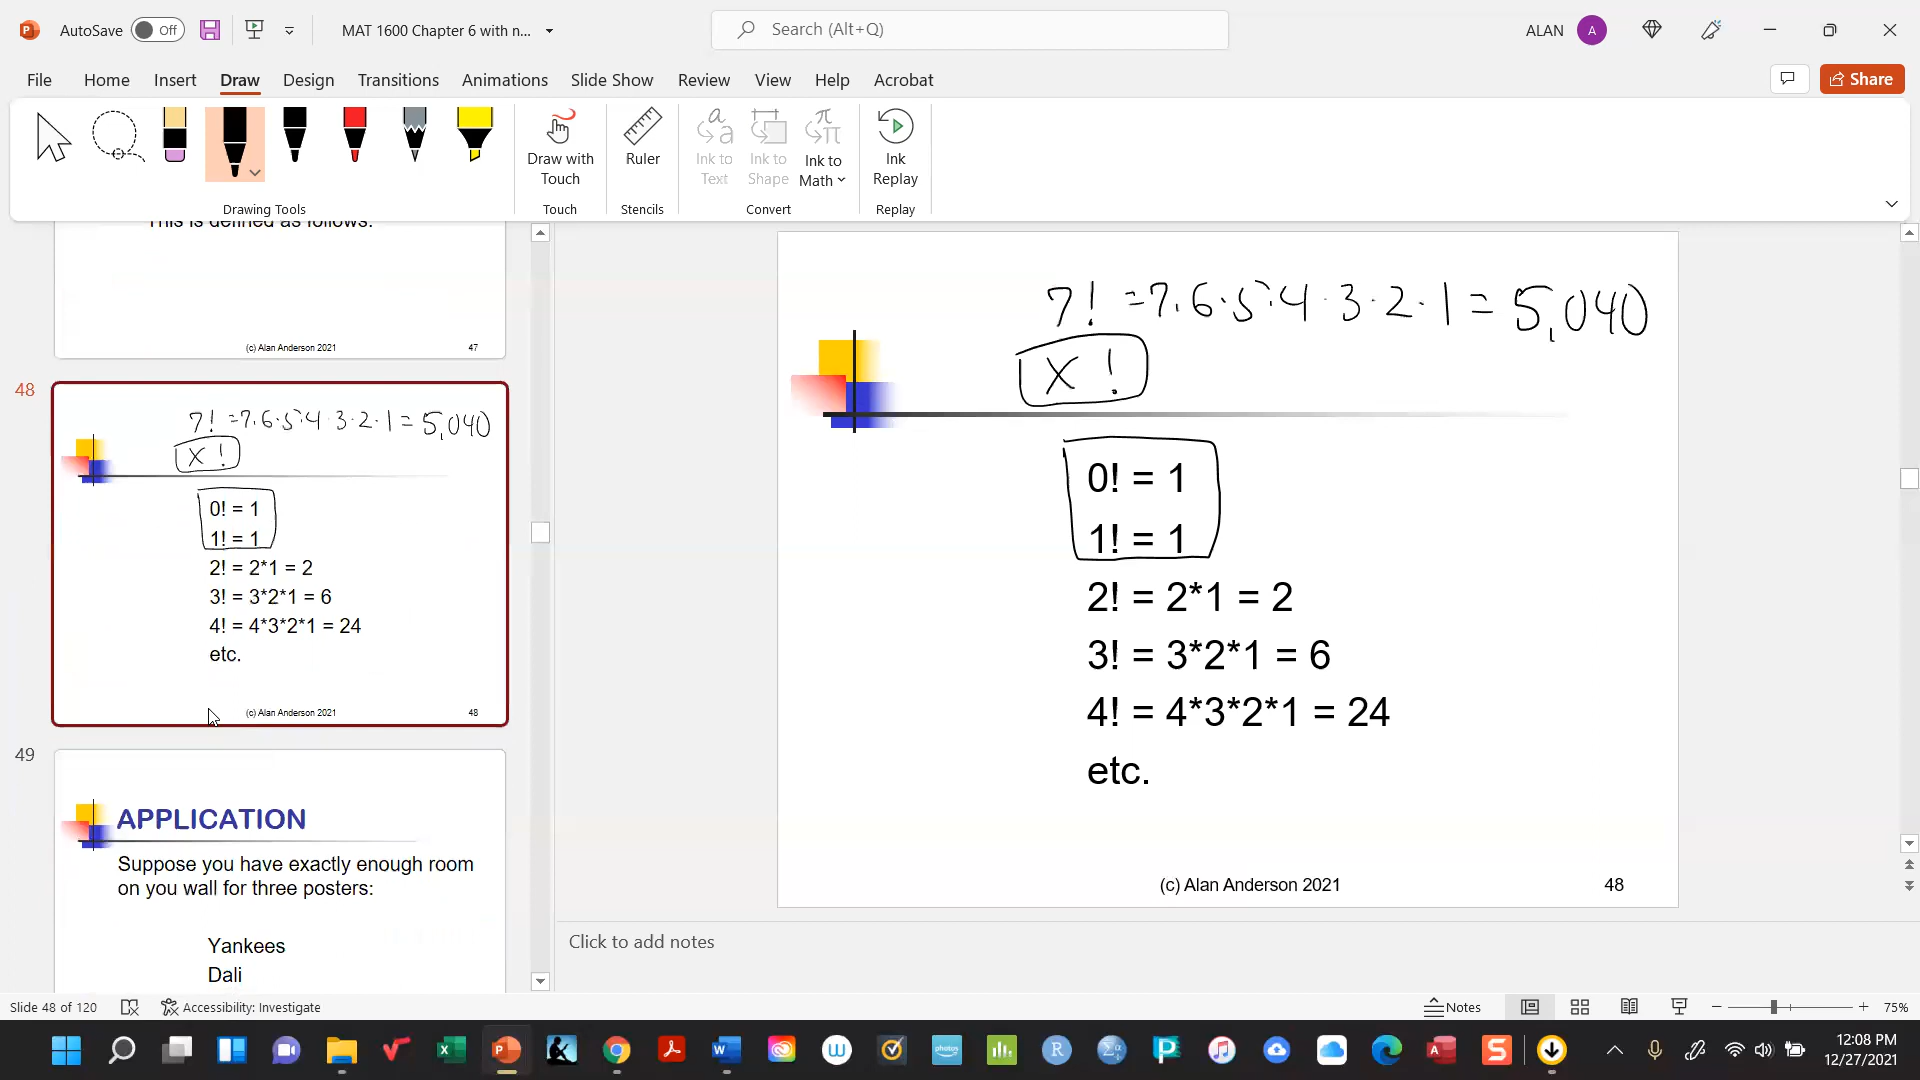 AutoSave Off MAT 1600 Chapter 6 with n... Search (Alt+Q) ALAN A
File Home Insert Draw Design Transitions Animations Slide Show Review View Help Acrobat Share
Draw with Touch
Ruler
Ink to Text
Ink to Shape
Ink to Math
Ink Replay
Drawing Tools Touch Stencils Convert Replay
This is defined as follows.
(c) Alan Anderson 2021 47
48
7! = 7.6.5.4.3.2.1 = 5,040
X !
0! = 1
1! = 1
2! = 2*1 = 2
3! = 3*2*1 = 6
4! = 4*3*2*1 = 24
etc.
(c) Alan Anderson 2021 48
49
APPLICATION
Suppose you have exactly enough room
on you wall for three posters:
Yankees
Dali
7! = 7.6.5.4.3.2.1 = 5,040
X !
0! = 1
1! = 1
2! = 2*1 = 2
3! = 3*2*1 = 6
4! = 4*3*2*1 = 24
etc.
(c) Alan Anderson 2021 48
Click to add notes
Slide 48 of 120 Accessibility: Investigate Notes 75%
12:08 PM
12/27/2021